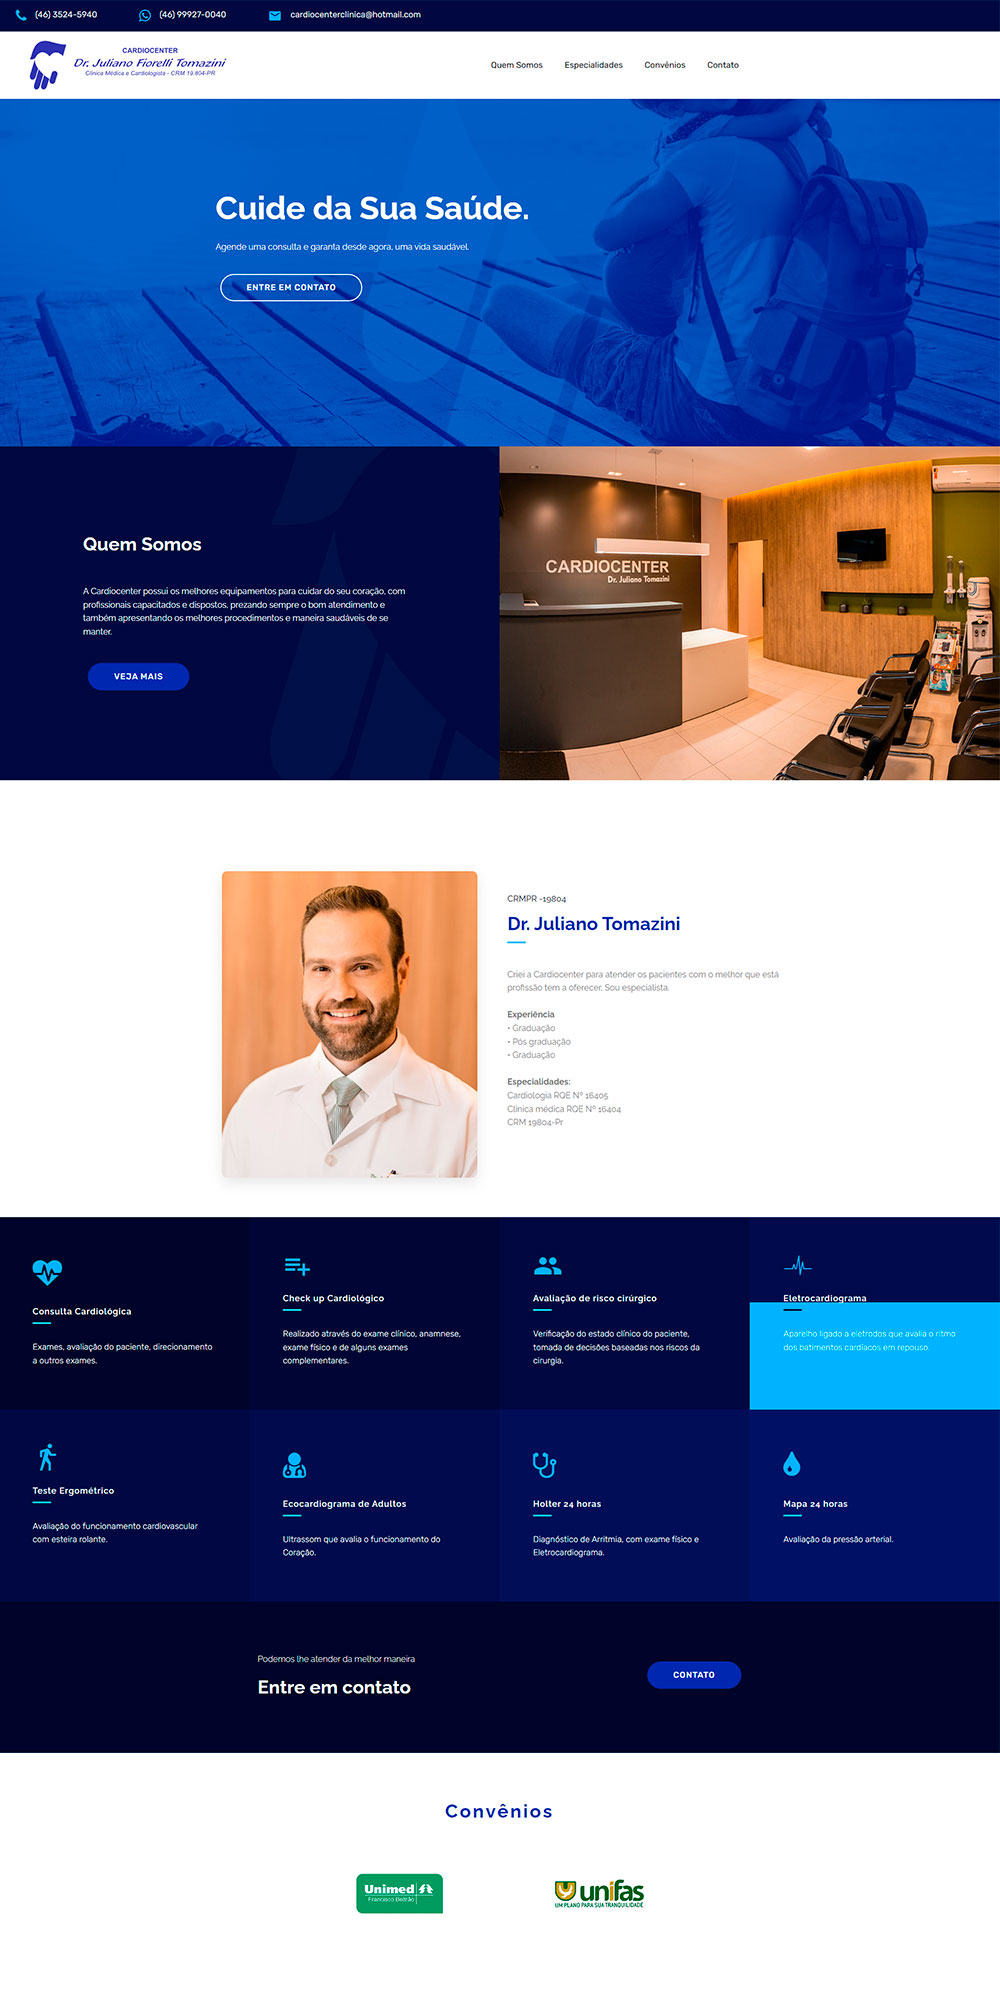 (46) 3524-5940
(46) 99927-0040
cardiocenterclinica@hotmail.com
CARDIOCENTER
Dr. Juliano Fiorelli Tomazini
Clínica Médica e Cardiologista - CRM 19.804-PR
Quem Somos
Especialidades
Convênios
Contato
Cuide da Sua Saúde.
Agende uma consulta e garanta desde agora, uma vida saudável.
ENTRE EM CONTATO
Quem Somos
A Cardiocenter possui os melhores equipamentos para cuidar do seu coração, com
profissionais capacitados e dispostos, prezando sempre o bom atendimento e
também apresentando os melhores procedimentos e maneira saudáveis de se
manter.
VEJA MAIS
CARDIOCENTER
Dr. Juliano Tomazini
CRMPR -19804
Dr. Juliano Tomazini
Criei a Cardiocenter para atender os pacientes com o melhor que está
profissão tem a oferecer. Sou especialista.
Experiência
• Graduação
• Pós graduação
• Graduação
Especialidades:
Cardiologia RQE Nº 16405
Clínica médica RQE Nº 16404
CRM 19804-Pr
Consulta Cardiológica
Exames, avaliação do paciente, direcionamento
a outros exames.
Check up Cardiológico
Realizado através do exame clínico, anamnese,
exame físico e de alguns exames
complementares.
Avaliação de risco cirúrgico
Verificação do estado clínico do paciente,
tomada de decisões baseadas nos riscos da
cirurgia.
Eletrocardiograma
Aparelho ligado a eletrodos que avalia o ritmo
dos batimentos cardíacos em repouso.
Teste Ergométrico
Avaliação do funcionamento cardiovascular
com esteira rolante.
Ecocardiograma de Adultos
Ultrassom que avalia o funcionamento do
Coração.
Holter 24 horas
Diagnóstico de Arritmia, com exame físico e
Eletrocardiograma.
Mapa 24 horas
Avaliação da pressão arterial.
Podemos lhe atender da melhor maneira
Entre em contato
CONTATO
Convênios
Unimed
Francisco Beltrão
unifas
UM PLANO PARA SUA TRANQUILIDADE